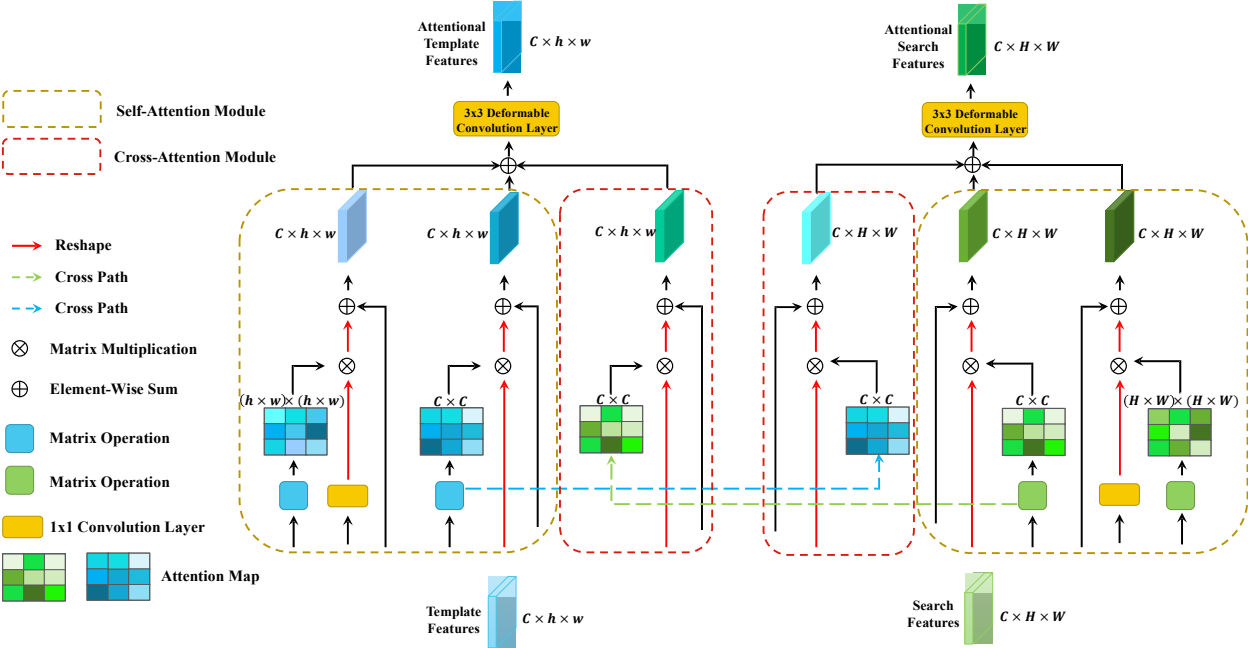 Attentional
Template
Features
C × h × w
Attentional
Search
Features
C × H × W
Self-Attention Module
Cross-Attention Module
3x3 Deformable
Convolution Layer
3x3 Deformable
Convolution Layer
C × h × w
C × h × w
C × h × w
C × H × W
C × H × W
C × H × W
Reshape
Cross Path
Cross Path
Matrix Multiplication
Element-Wise Sum
Matrix Operation
Matrix Operation
1x1 Convolution Layer
Attention Map
(h × w) × (h × w)
C × C
C × C
C × C
C × C
(H × W) × (H × W)
Template
Features
C × h × w
Search
Features
C × H × W